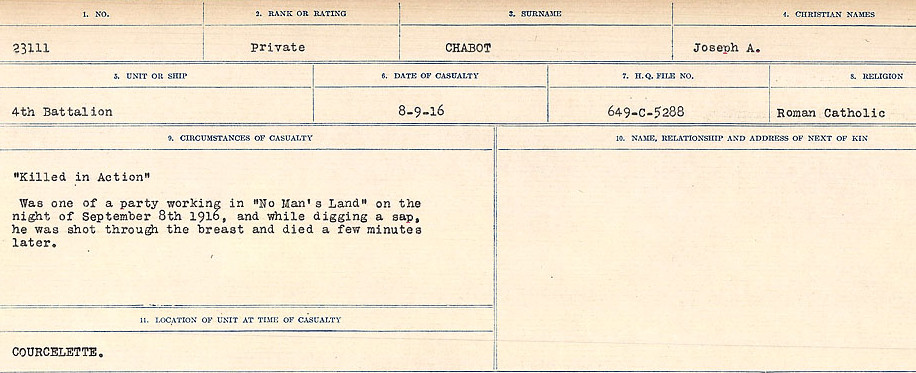 1. NO. 2. RANK OR RATING 3. SURNAME 4. CHRISTIAN NAMES
23111 Private CHABOT Joseph A.
5. UNIT OR SHIP 6. DATE OF CASUALTY 7. H.Q. FILE NO. 8. RELIGION
4th Battalion 8-9-16 649-C-5288 Roman Catholic
9. CIRCUMSTANCES OF CASUALTY 10. NAME, RELATIONSHIP AND ADDRESS OF NEXT OF KIN
"Killed in Action"
Was one of a party working in "No Man's Land" on the
night of September 8th 1916, and while digging a sap,
he was shot through the breast and died a few minutes
later.
11. LOCATION OF UNIT AT TIME OF CASUALTY
COURCELETTE.